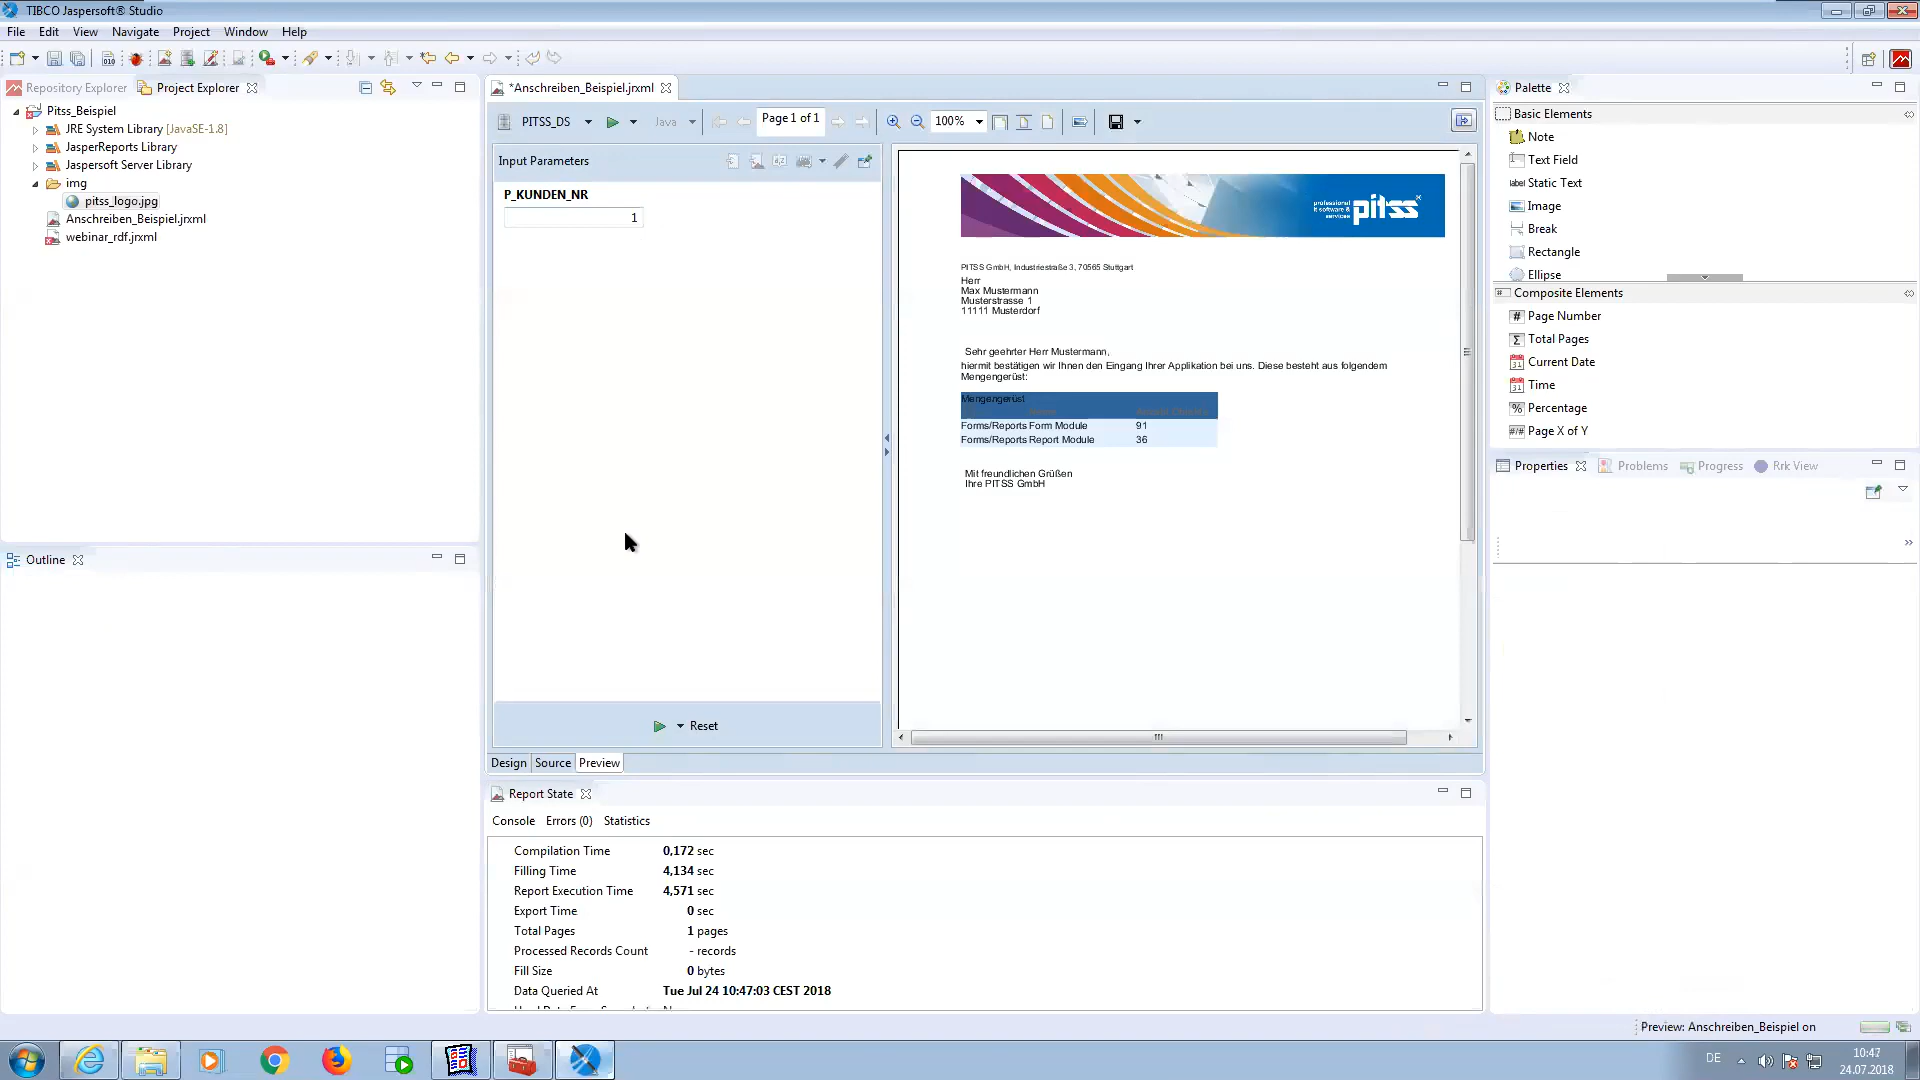 TIBCO Jaspersoft® Studio
File Edit View Navigate Project Window Help
Repository Explorer Project Explorer
Pitss_Beispiel
JRE System Library [JavaSE-1.8]
JasperReports Library
Jaspersoft Server Library
img
pitss_logo.jpg
Anschreiben_Beispiel.jrxml
webinar_rdf.jrxml
Outline
*Anschreiben_Beispiel.jrxml
PITSS_DS Java Page 1 of 1 100%
Input Parameters
P_KUNDEN_NR
1
Reset
professional
it software &
services
pitss
PITSS GmbH, Industriestraße 3, 70565 Stuttgart
Herr
Max Mustermann
Musterstrasse 1
11111 Musterdorf
Sehr geehrter Herr Mustermann,
hiermit bestätigen wir Ihnen den Eingang Ihrer Applikation bei uns. Diese besteht aus folgendem
Mengengerüst:
Mengengerüst
Forms/Reports Form Module 91
Forms/Reports Report Module 36
Mit freundlichen Grüßen
Ihre PITSS GmbH
Design Source Preview
Report State
Console Errors (0) Statistics
Compilation Time 0,172 sec
Filling Time 4,134 sec
Report Execution Time 4,571 sec
Export Time 0 sec
Total Pages 1 pages
Processed Records Count - records
Fill Size 0 bytes
Data Queried At Tue Jul 24 10:47:03 CEST 2018
Palette
Basic Elements
Note
Text Field
label Static Text
Image
Break
Rectangle
Ellipse
Composite Elements
# Page Number
Σ Total Pages
31 Current Date
31 Time
% Percentage
#/# Page X of Y
Properties Problems Progress Rrk View
Preview: Anschreiben_Beispiel on
DE
10:47
24.07.2018